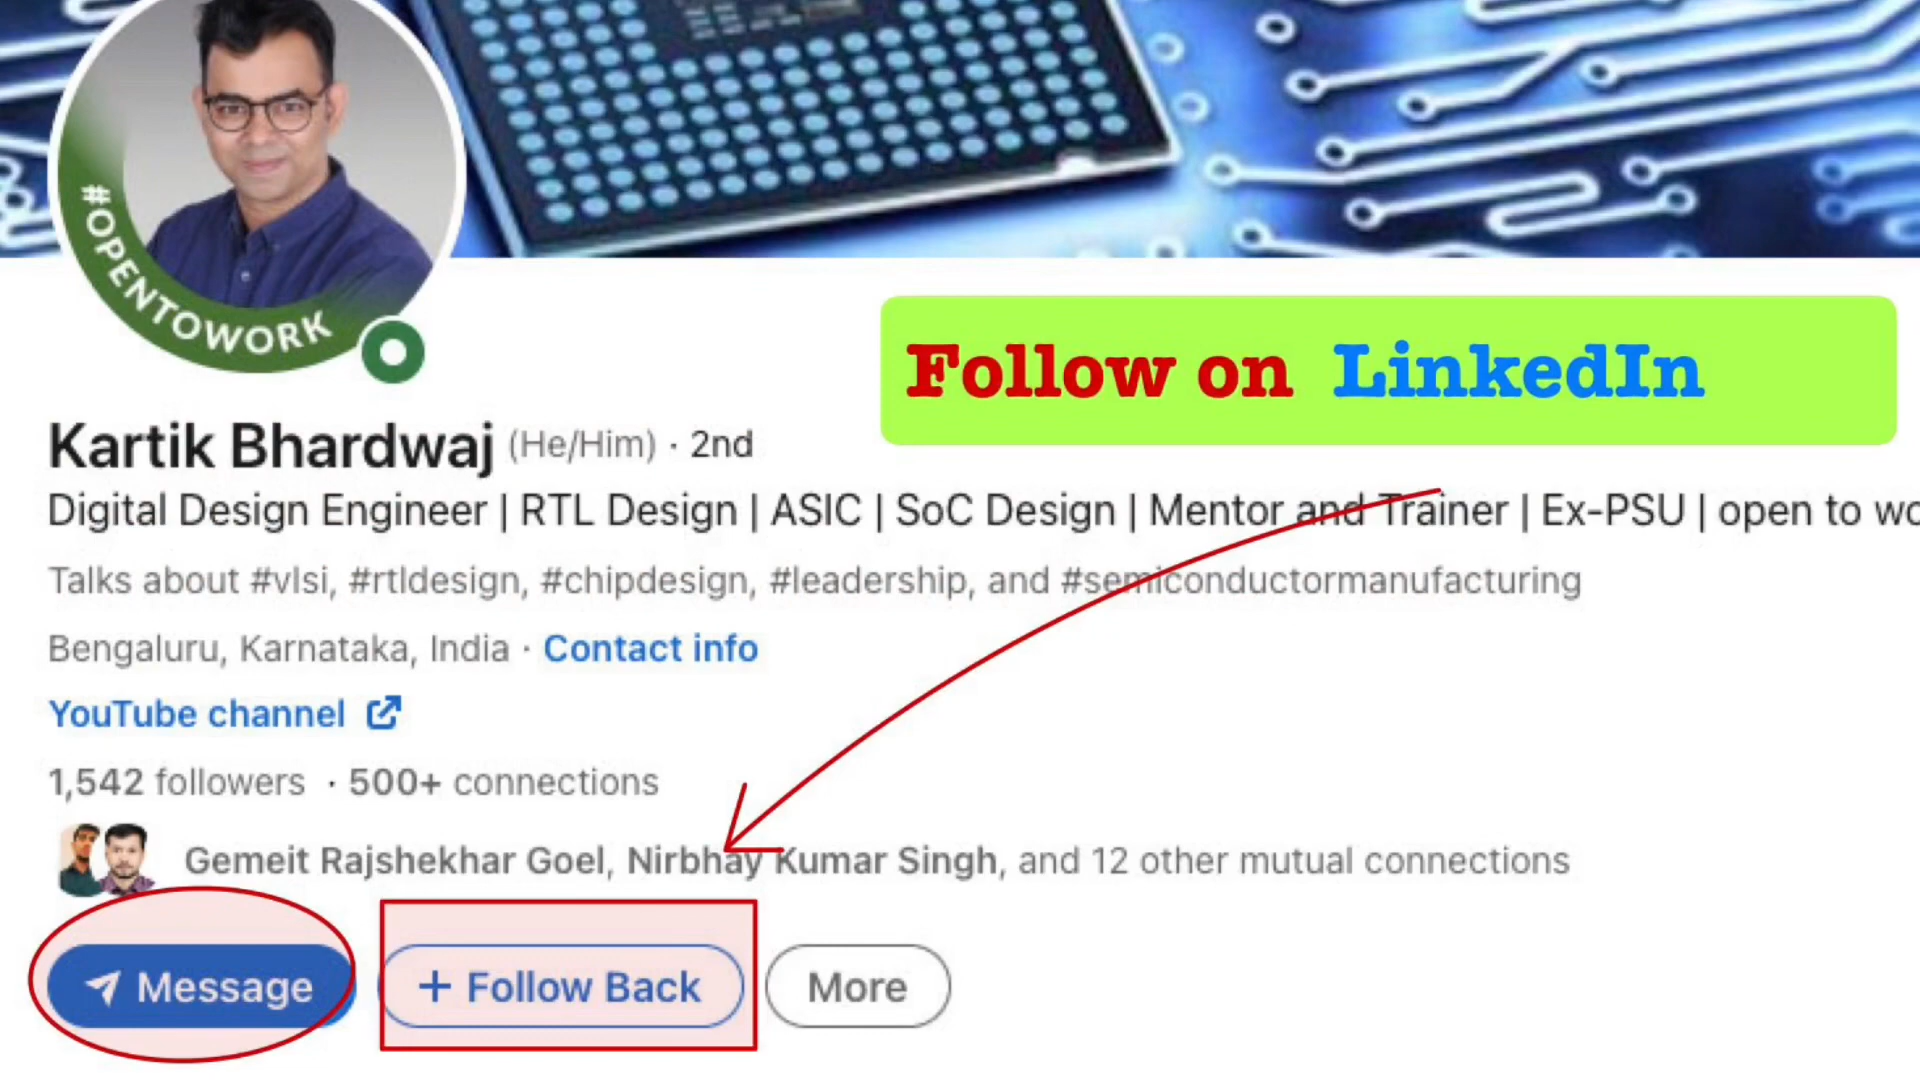 #OPENTOWORK
Follow on LinkedIn
Kartik Bhardwaj (He/Him) · 2nd
Digital Design Engineer | RTL Design | ASIC | SoC Design | Mentor and Trainer | Ex-PSU | open to wo
Talks about #vlsi, #rtldesign, #chipdesign, #leadership, and #semiconductormanufacturing
Bengaluru, Karnataka, India · Contact info
YouTube channel
1,542 followers · 500+ connections
Gemeit Rajshekhar Goel, Nirbhay Kumar Singh, and 12 other mutual connections
Message
+ Follow Back
More